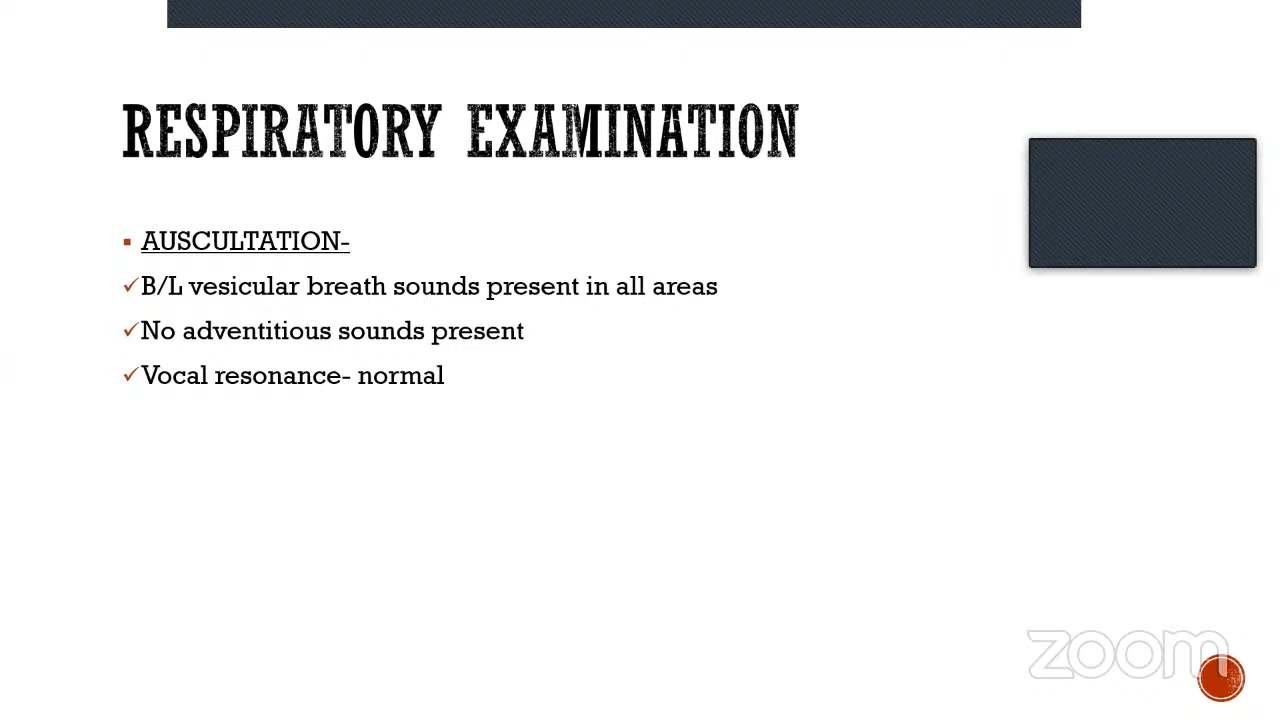 RESPIRATORY EXAMINATION
AUSCULTATION-
B/L vesicular breath sounds present in all areas
No adventitious sounds present
Vocal resonance- normal
zoom